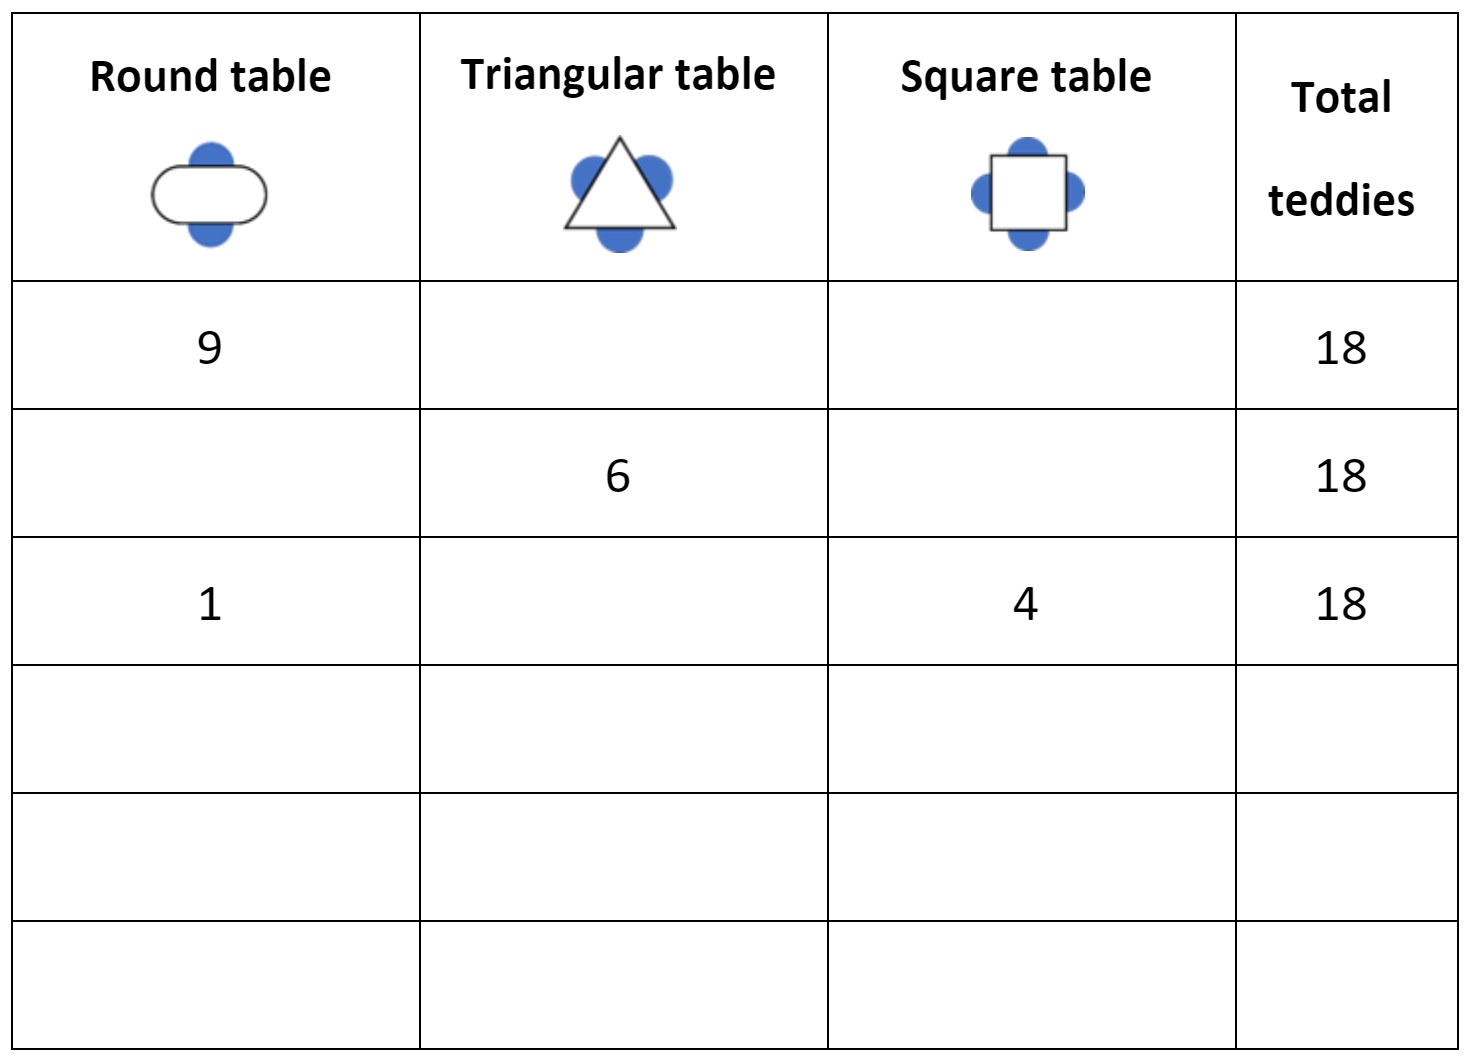 Round table
Triangular table
Square table
Total
teddies
9
18
6
18
1
4
18